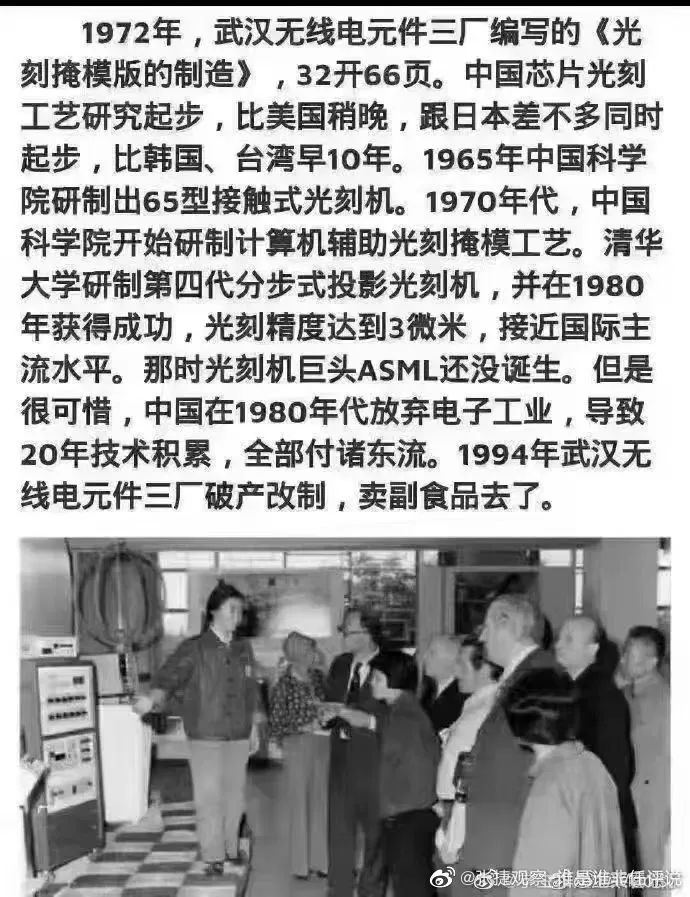 1972年，武汉无线电元件三厂编写的《光
刻掩模版的制造》，32开66页。中国芯片光刻
工艺研究起步，比美国稍晚，跟日本差不多同时
起步，比韩国、台湾早10年。1965年中国科学
院研制出65型接触式光刻机。1970年代，中国
科学院开始研制计算机辅助光刻掩模工艺。清华
大学研制第四代分步式投影光刻机，并在1980
年获得成功，光刻精度达到3微米，接近国际主
流水平。那时光刻机巨头ASML还没诞生。但是
很可惜，中国在1980年代放弃电子工业，导致
20年技术积累，全部付诸东流。1994年武汉无
线电元件三厂破产改制，卖副食品去了。
@张捷观察